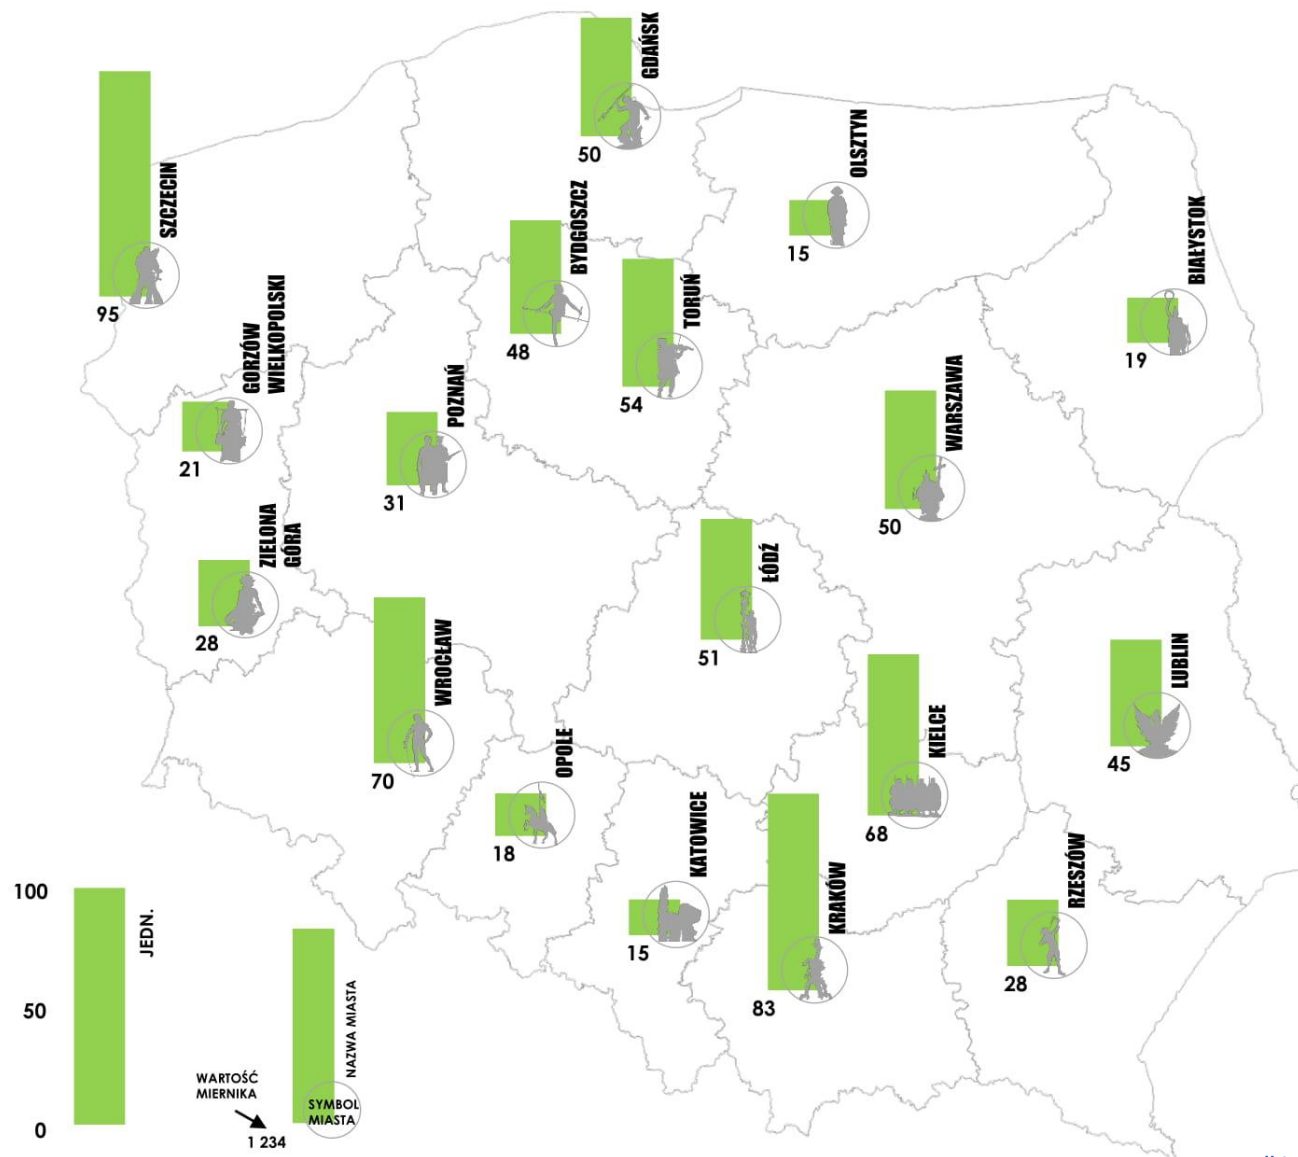 GDAŃSK
50
SZCZECIN
95
OLSZTYN
15
BYDGOSZCZ
48
TORUŃ
54
BIAŁYSTOK
19
GORZÓW
WIELKOPOLSKI
21
POZNAŃ
31
WARSZAWA
50
ZIELONA
GÓRA
28
ŁÓDŹ
51
WROCŁAW
70
LUBLIN
45
KIELCE
68
OPOLE
18
KATOWICE
15
KRAKÓW
83
RZESZÓW
28
100
50
0
JEDN.
NAZWA MIASTA
WARTOŚĆ
MIERNIKA
SYMBOL
MIASTA
1 234